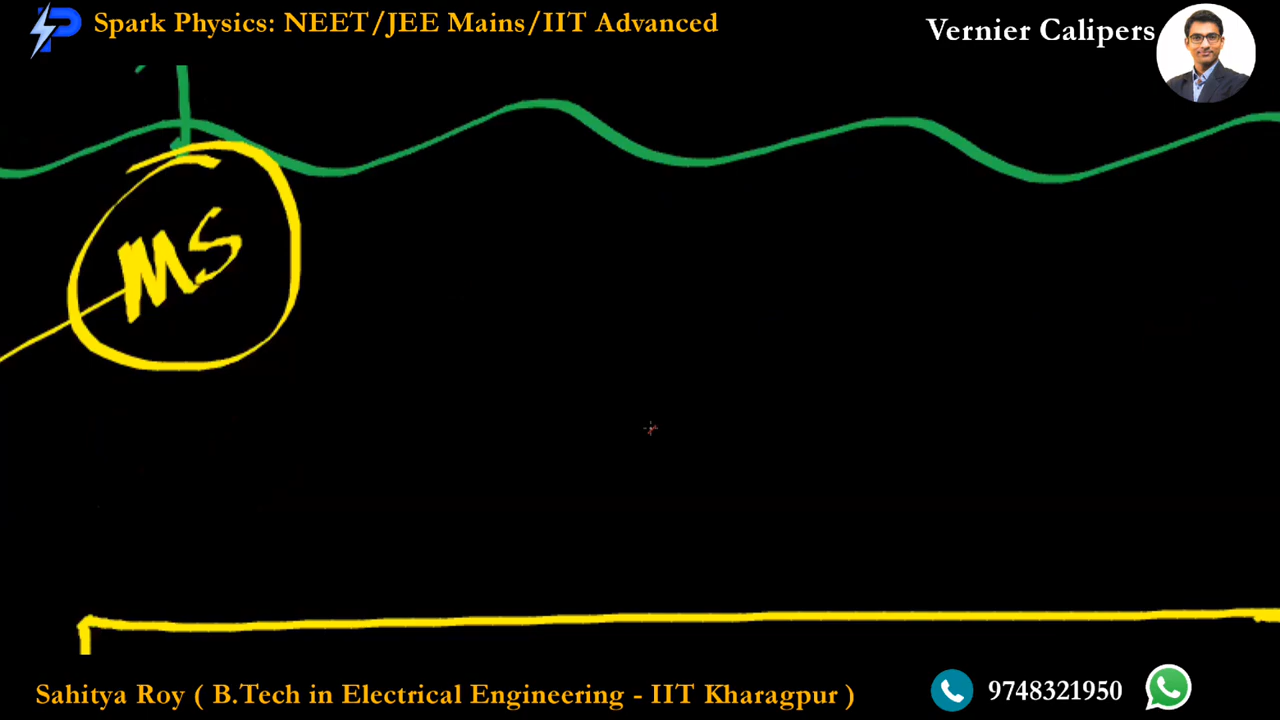 Spark Physics: NEET/JEE Mains/IIT Advanced
Vernier Calipers
MS
Sahitya Roy ( B.Tech in Electrical Engineering - IIT Kharagpur )
9748321950